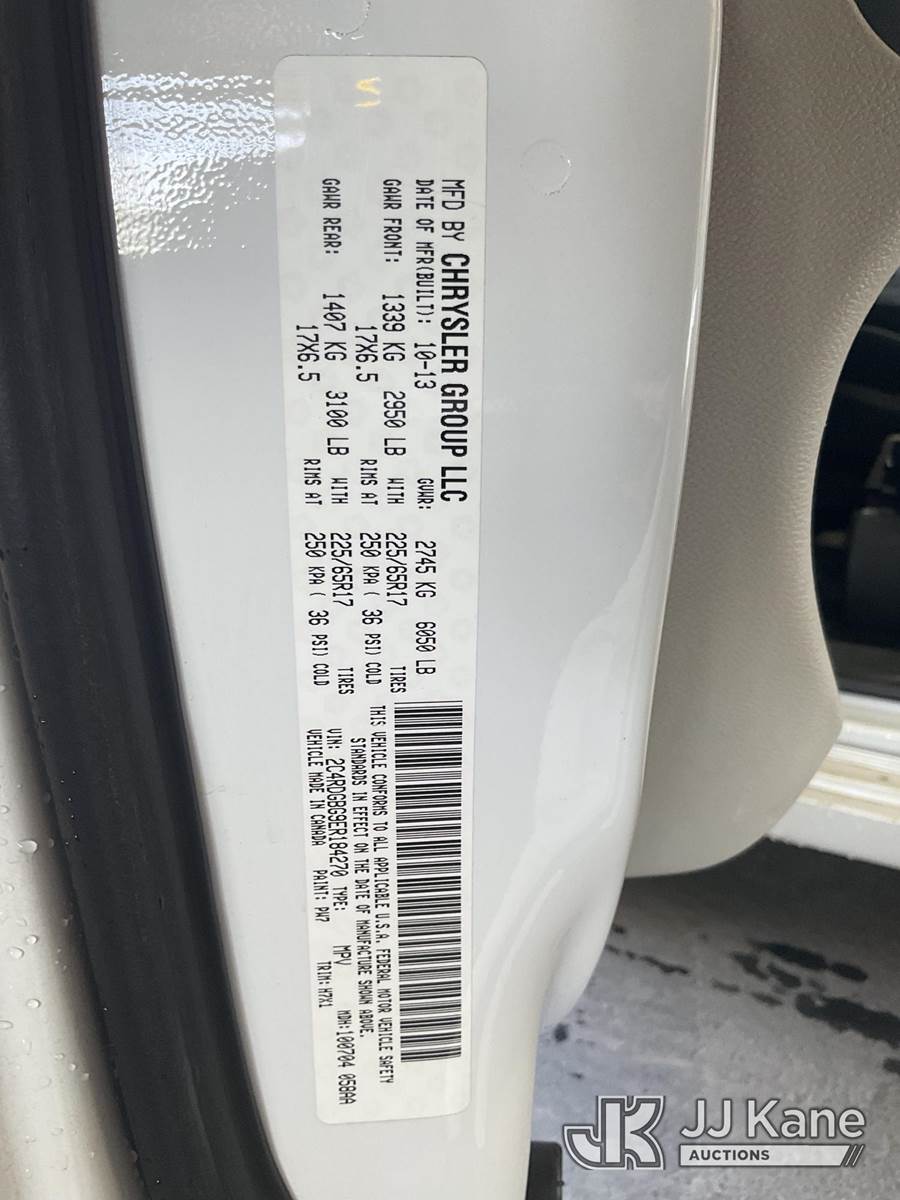 MFD BY CHRYSLER GROUP LLC
DATE OF MFR(BUILT): 10-13 GVWR: 2745 KG 6050 LB
GAWR FRONT: 1339 KG 2950 LB WITH 225/65R17 TIRES
17X6.5 RIMS AT 250 KPA ( 36 PSI) COLD
GAWR REAR: 1407 KG 3100 LB WITH 225/65R17 TIRES
17X6.5 RIMS AT 250 KPA ( 36 PSI) COLD
THIS VEHICLE CONFORMS TO ALL APPLICABLE U.S.A. FEDERAL MOTOR VEHICLE SAFETY
STANDARDS IN EFFECT ON THE DATE OF MANUFACTURE SHOWN ABOVE.
VIN: 2C4RDGBG9ER184270 TYPE: MPV MDH:100704 058AA
VEHICLE MADE IN CANADA PAINT: PW7 TRIM:H7X1
JK JJ Kane
AUCTIONS